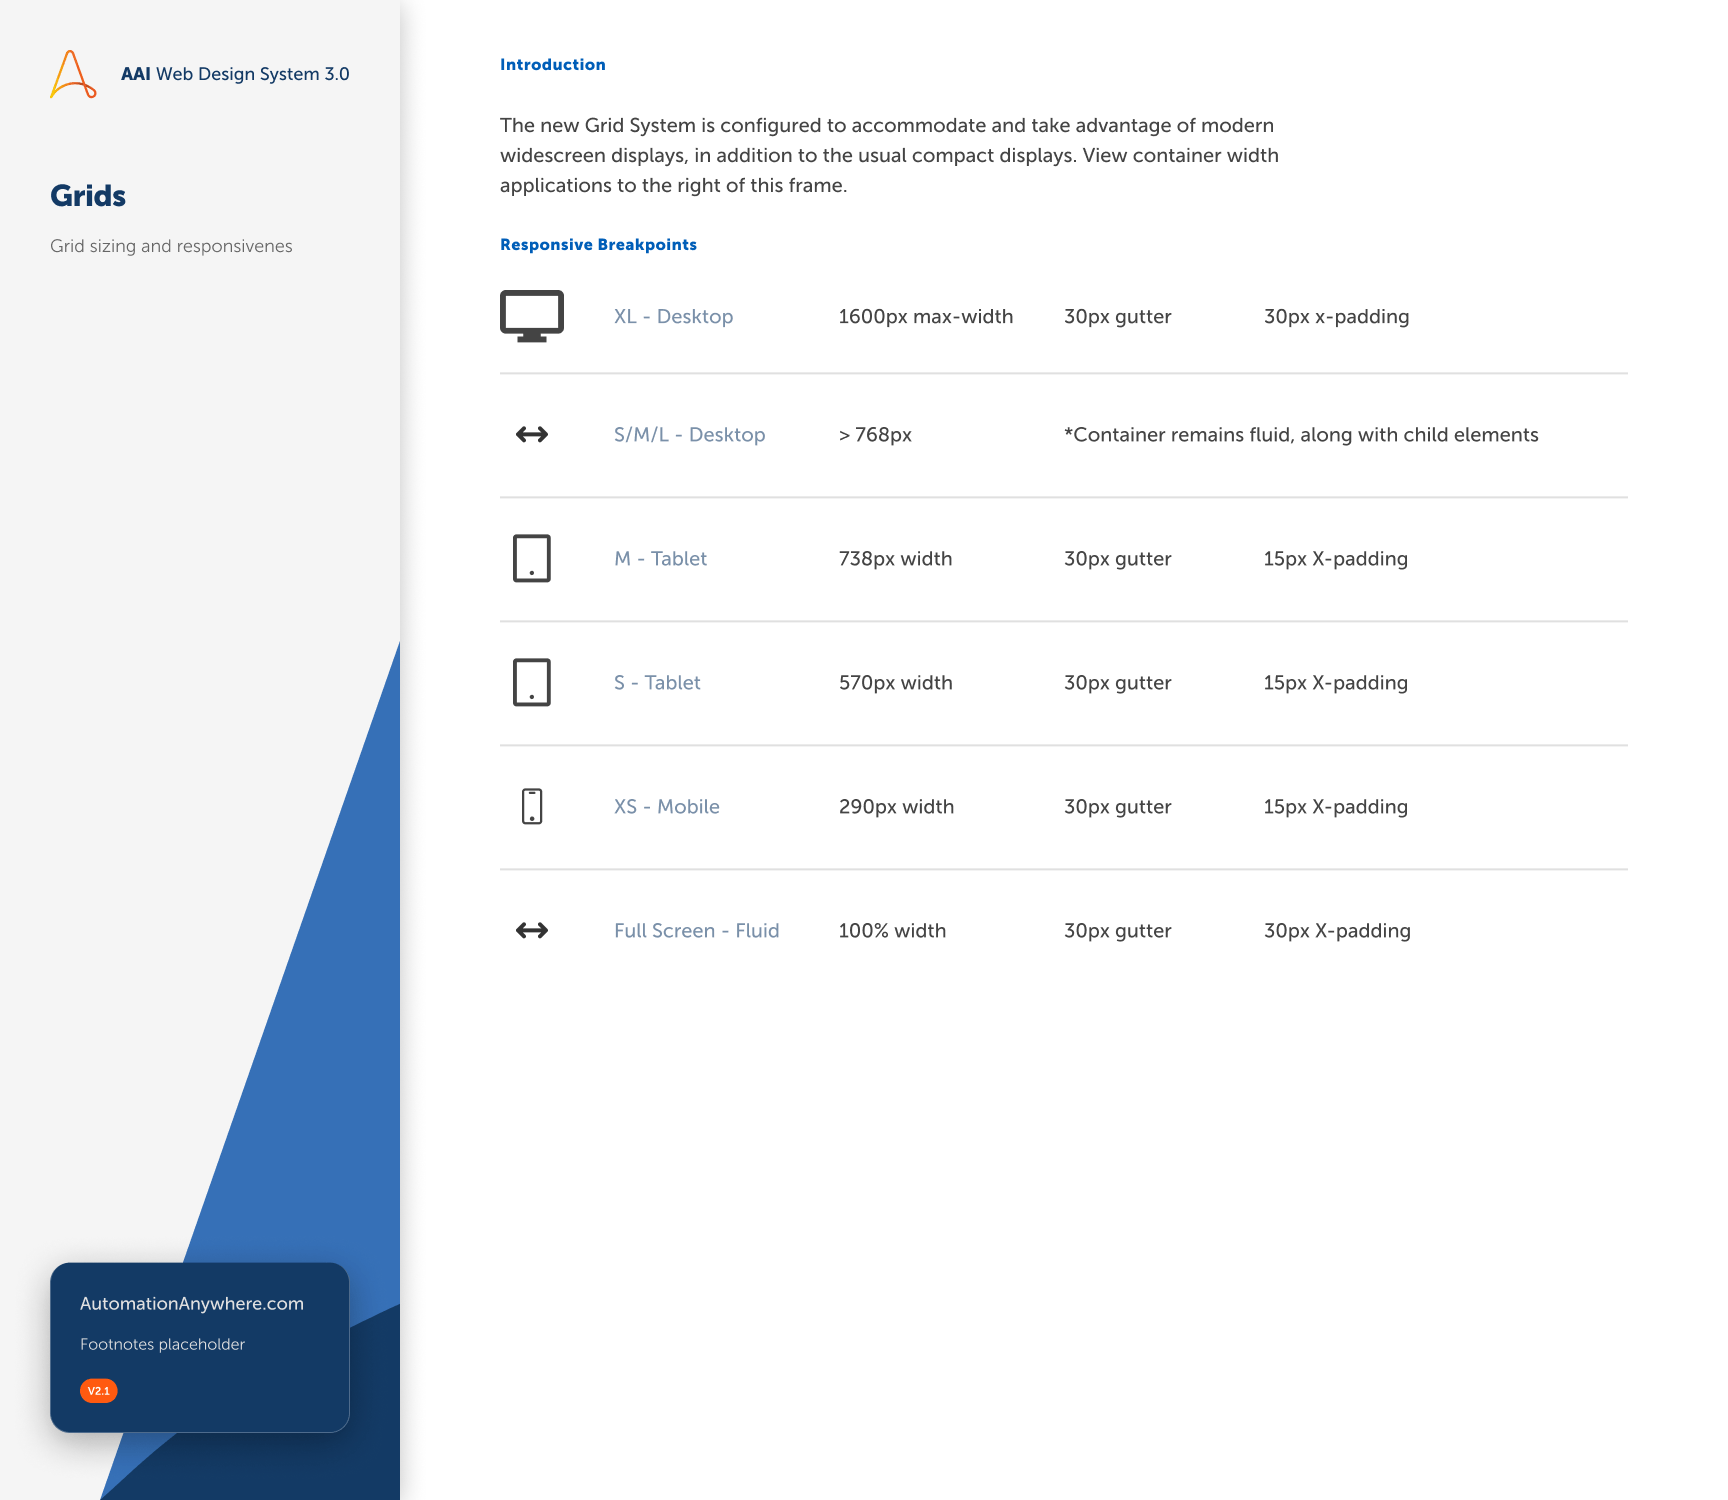 AAI Web Design System 3.0
Grids
Grid sizing and responsivenes
AutomationAnywhere.com
Footnotes placeholder
V2.1
Introduction
The new Grid System is configured to accommodate and take advantage of modern
widescreen displays, in addition to the usual compact displays. View container width
applications to the right of this frame.
Responsive Breakpoints
XL - Desktop 1600px max-width 30px gutter 30px x-padding
S/M/L - Desktop > 768px *Container remains fluid, along with child elements
M - Tablet 738px width 30px gutter 15px X-padding
S - Tablet 570px width 30px gutter 15px X-padding
XS - Mobile 290px width 30px gutter 15px X-padding
Full Screen - Fluid 100% width 30px gutter 30px X-padding